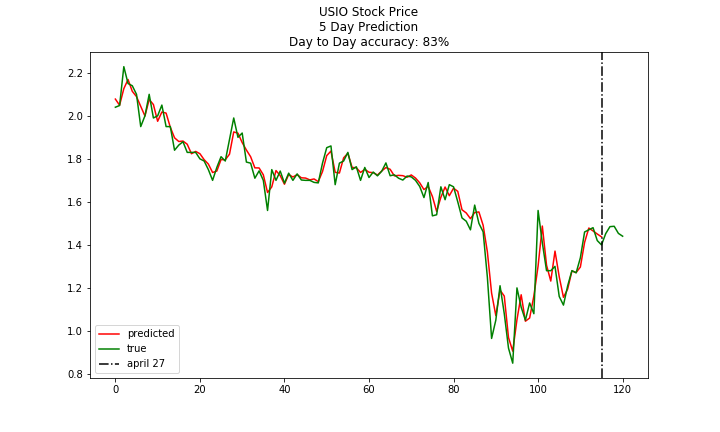 USIO Stock Price
5 Day Prediction
Day to Day accuracy: 83%
2.2
2.0
1.8
1.6
1.4
1.2
1.0
0.8
predicted
true
april 27
0 20 40 60 80 100 120